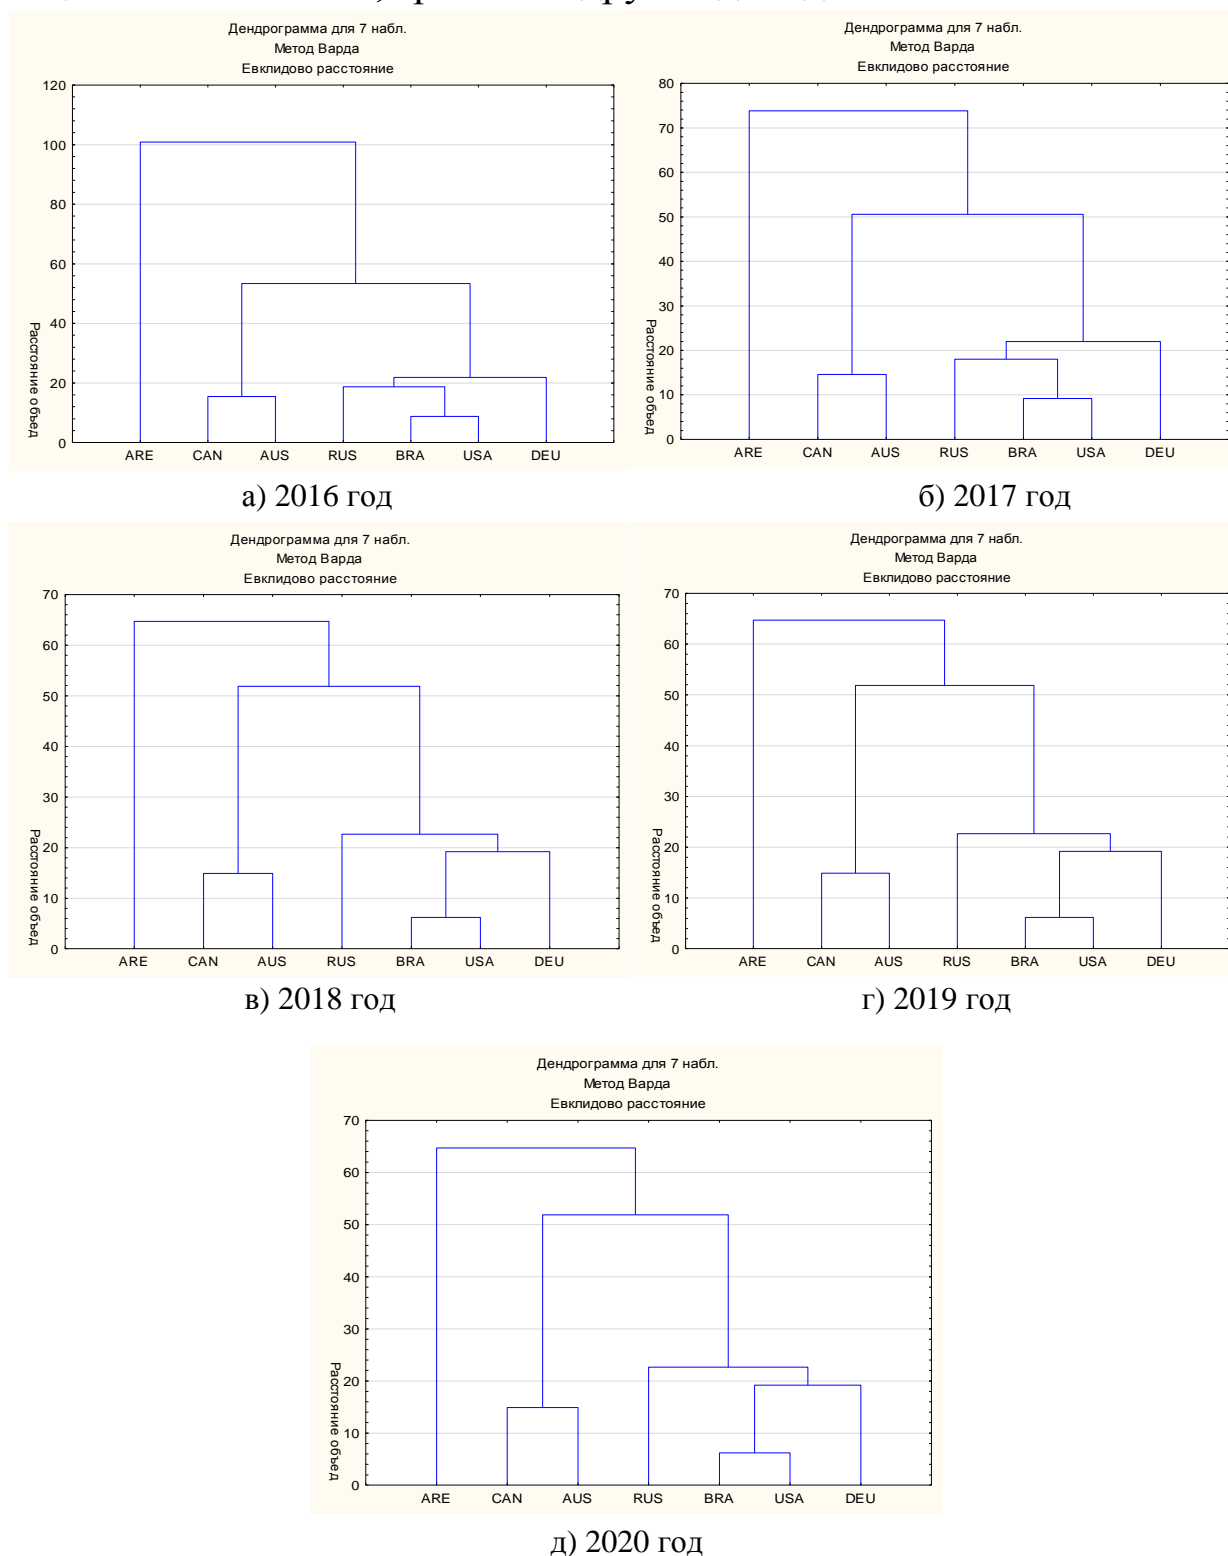 Дендрограмма для 7 набл.
Метод Варда
Евклидово расстояние
120
100
80
60
40
20
0
Расстояние объед
ARE CAN AUS RUS BRA USA DEU
а) 2016 год
Дендрограмма для 7 набл.
Метод Варда
Евклидово расстояние
80
70
60
50
40
30
20
10
0
Расстояние объед
ARE CAN AUS RUS BRA USA DEU
б) 2017 год
Дендрограмма для 7 набл.
Метод Варда
Евклидово расстояние
70
60
50
40
30
20
10
0
Расстояние объед
ARE CAN AUS RUS BRA USA DEU
в) 2018 год
Дендрограмма для 7 набл.
Метод Варда
Евклидово расстояние
70
60
50
40
30
20
10
0
Расстояние объед
ARE CAN AUS RUS BRA USA DEU
г) 2019 год
Дендрограмма для 7 набл.
Метод Варда
Евклидово расстояние
70
60
50
40
30
20
10
0
Расстояние объед
ARE CAN AUS RUS BRA USA DEU
д) 2020 год